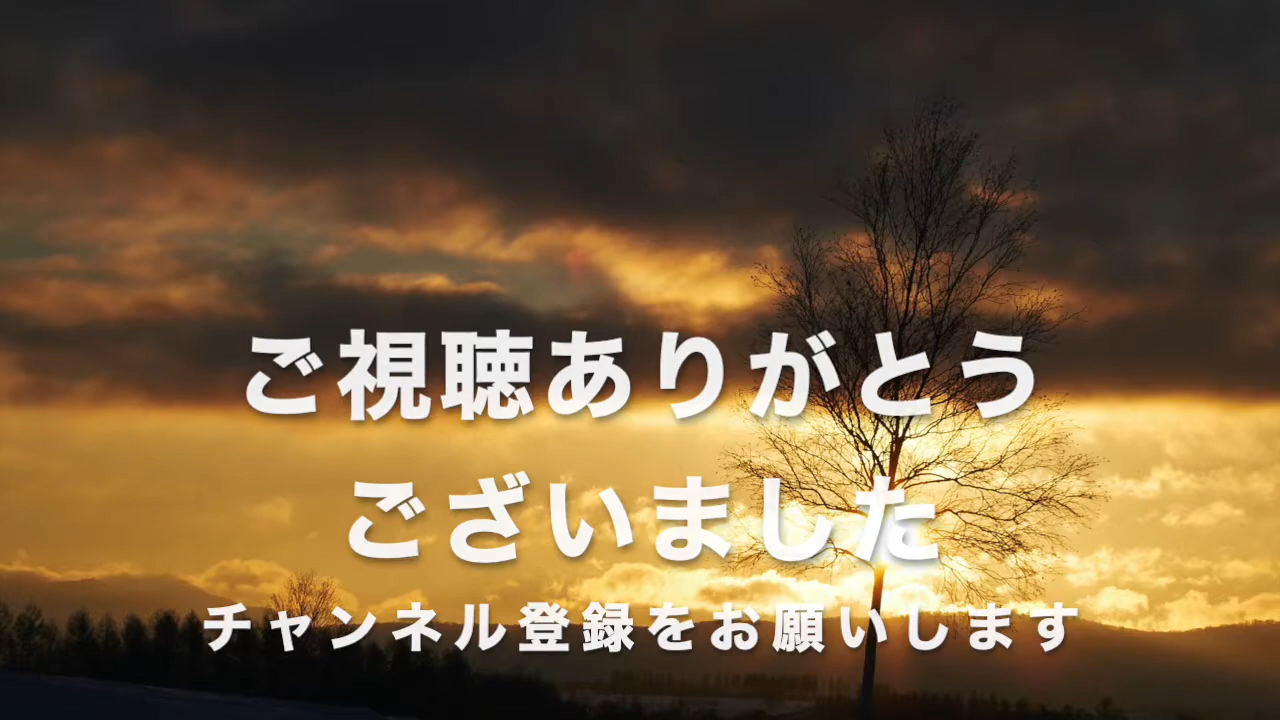 ご視聴ありがとう
ございました
チャンネル登録をお願いします